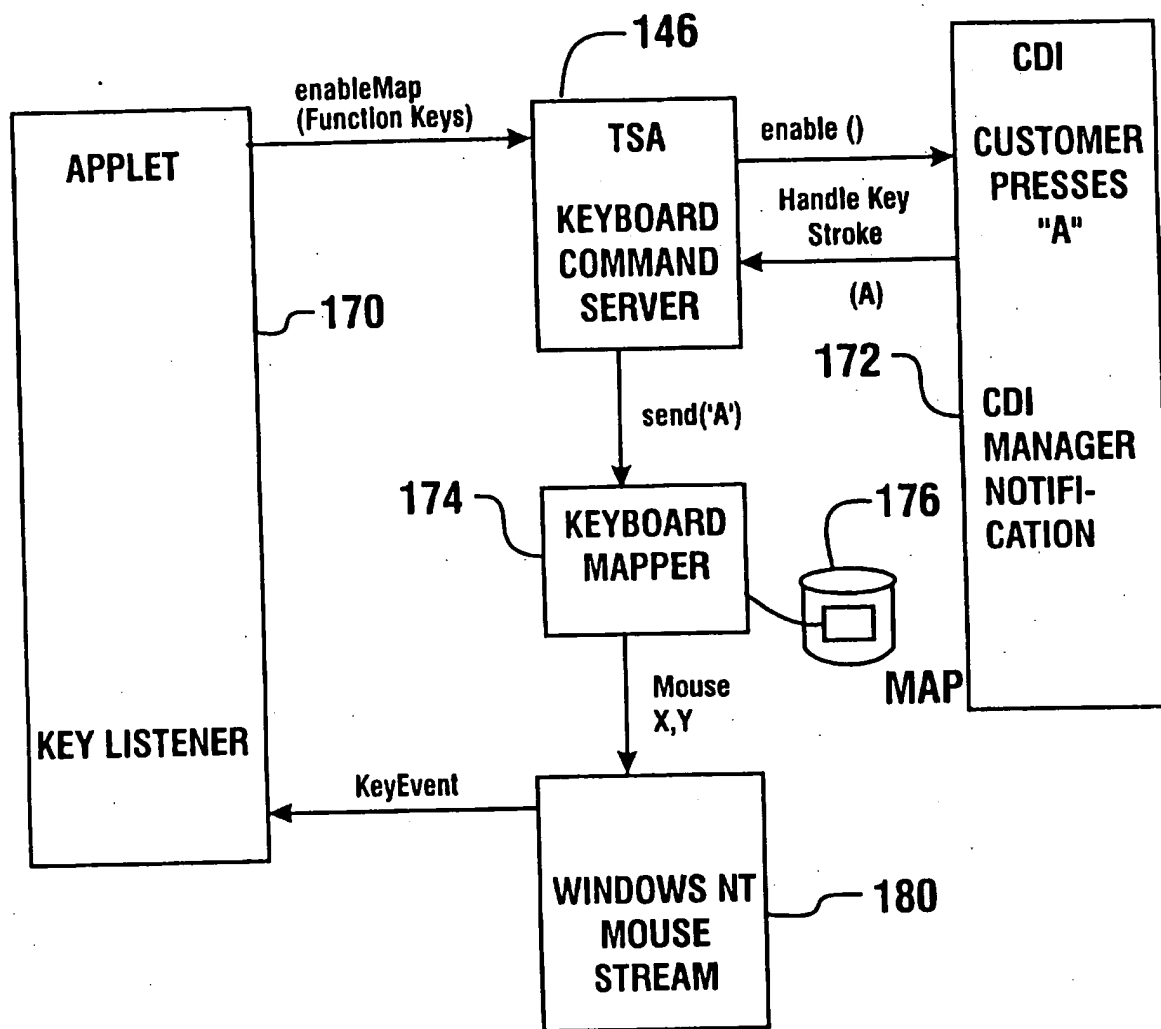 146
CDI
enableMap
(Function Keys)
APPLET
TSA
enable ()
CUSTOMER
PRESSES
"A"
KEYBOARD
COMMAND
SERVER
Handle Key
Stroke
(A)
170
172
send('A')
CDI
MANAGER
NOTIFI-
CATION
174
KEYBOARD
MAPPER
176
MAP
Mouse
X,Y
KEY LISTENER
KeyEvent
WINDOWS NT
MOUSE
STREAM
180